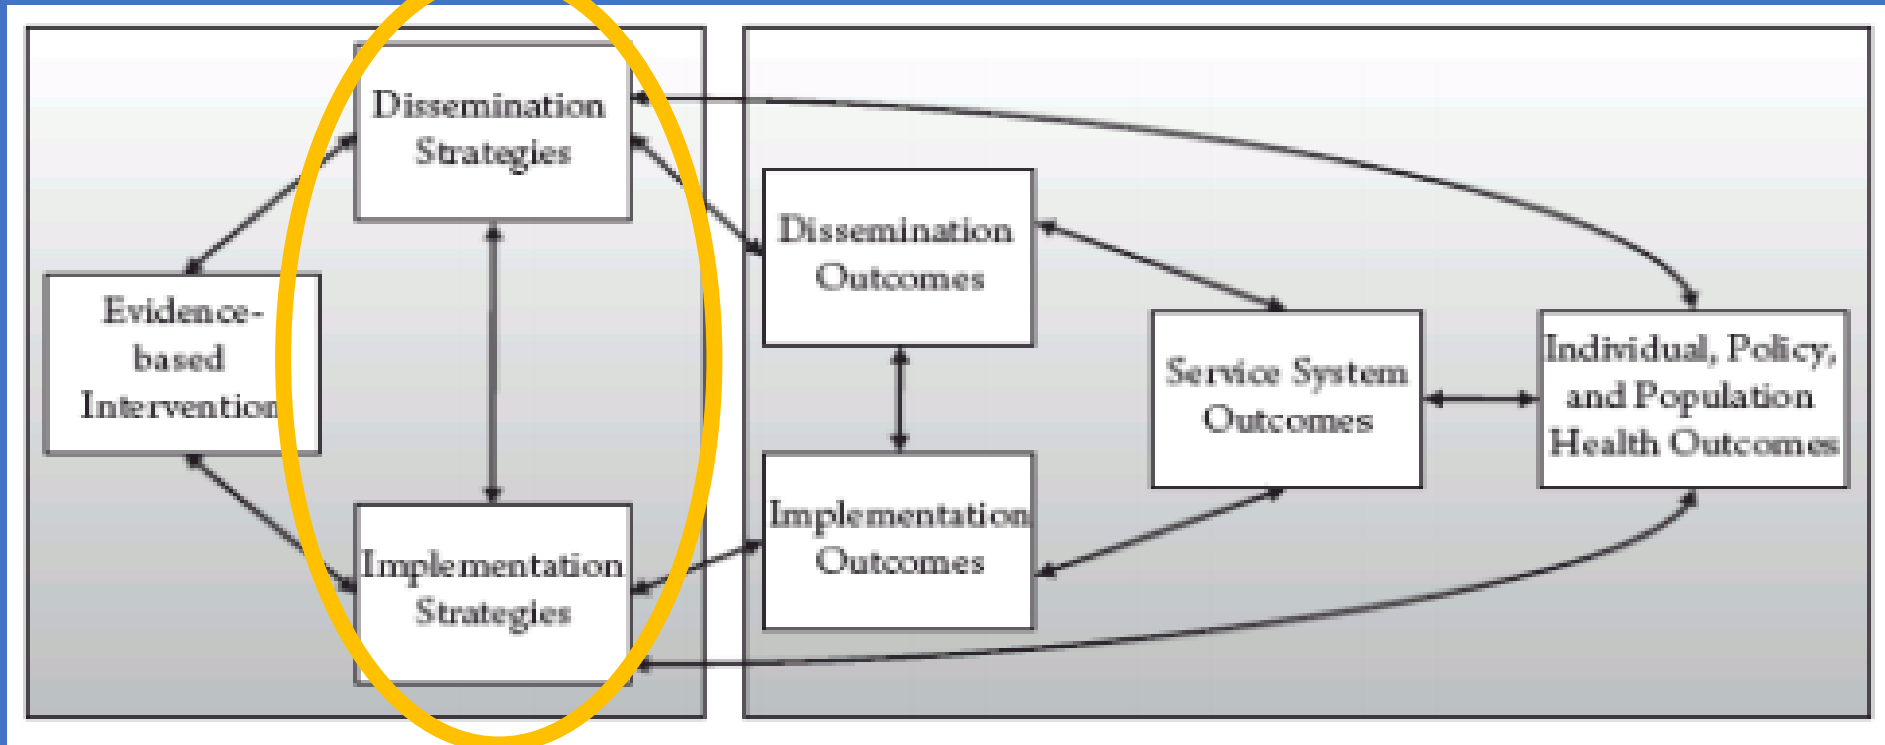 Dissemination
Strategies
Evidence-
based
Intervention
Implementation
Strategies
Dissemination
Outcomes
Implementation
Outcomes
Service System
Outcomes
Individual, Policy,
and Population
Health Outcomes